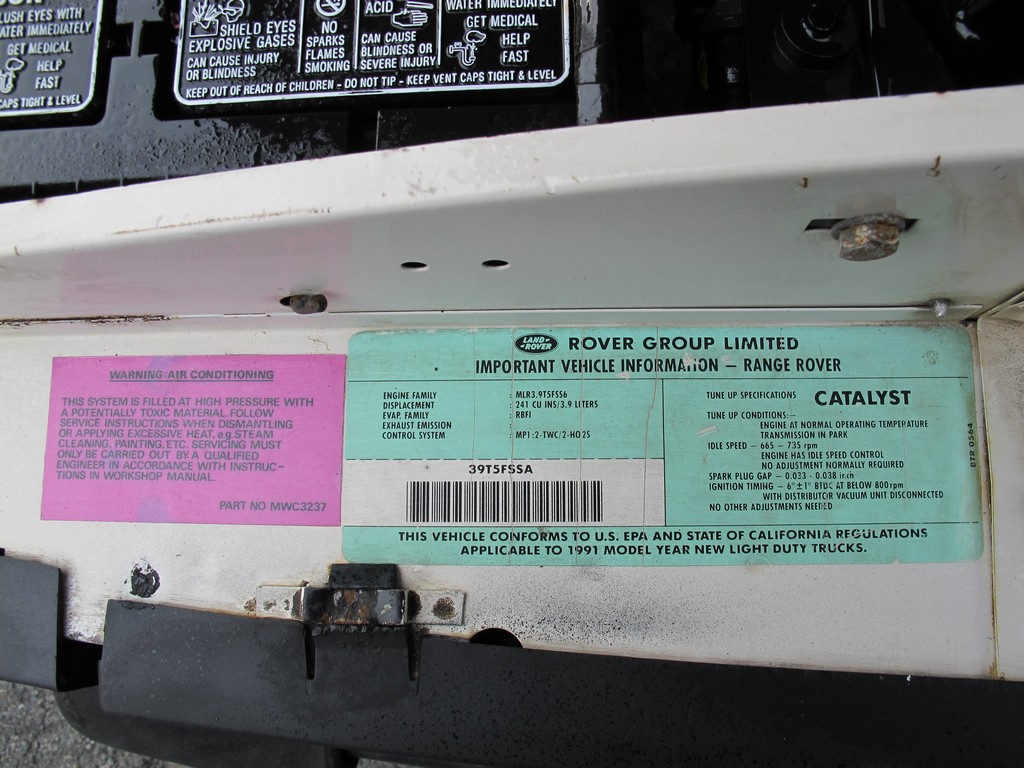 LUSH EYES WITH
WATER IMMEDIATELY
GET MEDICAL
HELP
FAST
CAPS TIGHT & LEVEL
SHIELD EYES
EXPLOSIVE GASES
CAN CAUSE INJURY
OR BLINDNESS
NO
SPARKS
FLAMES
SMOKING
ACID
CAN CAUSE
BLINDNESS OR
SEVERE INJURY
WATER IMMEDIATELY
GET MEDICAL
HELP
FAST
KEEP OUT OF REACH OF CHILDREN - DO NOT TIP - KEEP VENT CAPS TIGHT & LEVEL
WARNING: AIR CONDITIONING
THIS SYSTEM IS FILLED AT HIGH PRESSURE WITH
A POTENTIALLY TOXIC MATERIAL. FOLLOW
SERVICE INSTRUCTIONS WHEN DISMANTLING
OR APPLYING EXCESSIVE HEAT, e.g. STEAM
CLEANING, PAINTING, ETC. SERVICING MUST
ONLY BE CARRIED OUT BY A QUALIFIED
ENGINEER IN ACCORDANCE WITH INSTRUC-
TIONS IN WORKSHOP MANUAL.
PART NO MWC3237
LAND-
ROVER
ROVER GROUP LIMITED
IMPORTANT VEHICLE INFORMATION — RANGE ROVER
ENGINE FAMILY : MLR3.9T5FSS6
DISPLACEMENT : 241 CU INS/3.9 LITERS
EVAP. FAMILY : RBFI
EXHAUST EMISSION :
CONTROL SYSTEM : MP1:2-TWC/2-HO2S
39T5FSSA
TUNE UP SPECIFICATIONS CATALYST
TUNE UP CONDITIONS:—
ENGINE AT NORMAL OPERATING TEMPERATURE
TRANSMISSION IN PARK
IDLE SPEED — 665 - 735 rpm
ENGINE HAS IDLE SPEED CONTROL
NO ADJUSTMENT NORMALLY REQUIRED
SPARK PLUG GAP — 0.033 - 0.038 inch
IGNITION TIMING — 6°±1° BTDC AT BELOW 800 rpm
WITH DISTRIBUTOR VACUUM UNIT DISCONNECTED
NO OTHER ADJUSTMENTS NEEDED
BTR 0564
THIS VEHICLE CONFORMS TO U.S. EPA AND STATE OF CALIFORNIA REGULATIONS
APPLICABLE TO 1991 MODEL YEAR NEW LIGHT DUTY TRUCKS.